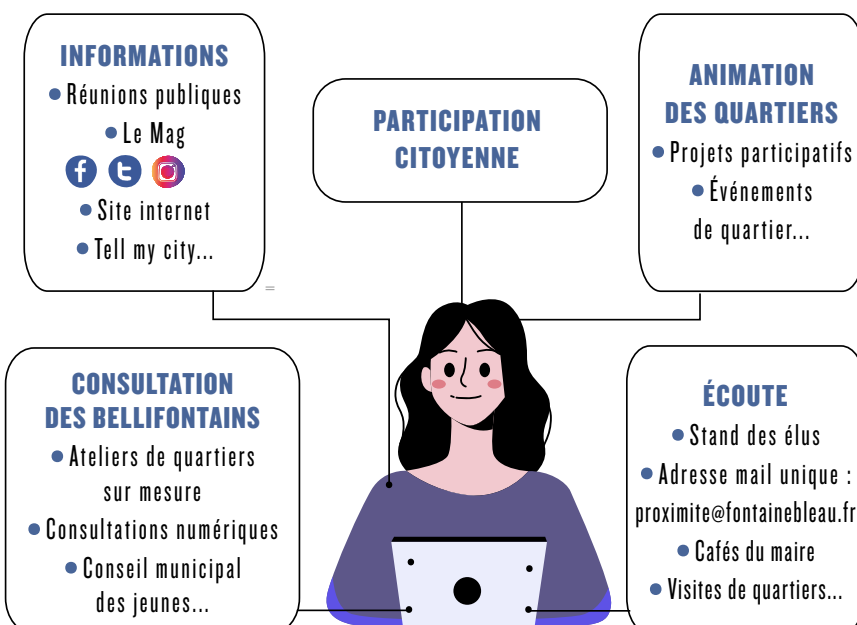 INFORMATIONS
• Réunions publiques
• Le Mag
• Site internet
• Tell my city...
PARTICIPATION
CITOYENNE
ANIMATION
DES QUARTIERS
• Projets participatifs
• Événements
de quartier...
CONSULTATION
DES BELLIFONTAINS
• Ateliers de quartiers
sur mesure
• Consultations numériques
• Conseil municipal
des jeunes...
ÉCOUTE
• Stand des élus
• Adresse mail unique :
proximite@fontainebleau.fr
• Cafés du maire
• Visites de quartiers...